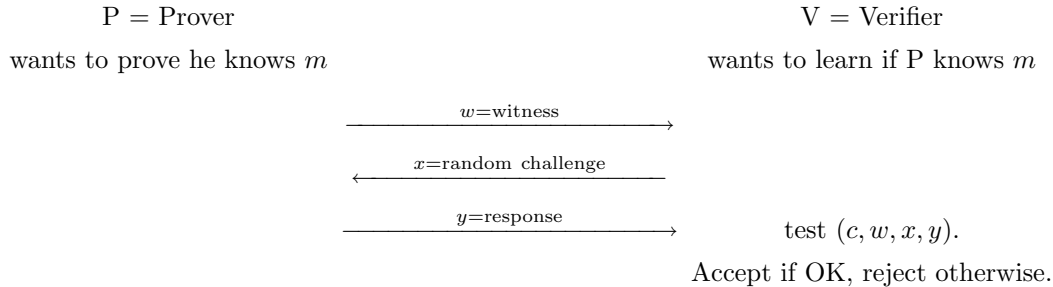 P = Prover
V = Verifier
wants to prove he knows m
wants to learn if P knows m
w=witness
x=random challenge
y=response
test (c, w, x, y).
Accept if OK, reject otherwise.